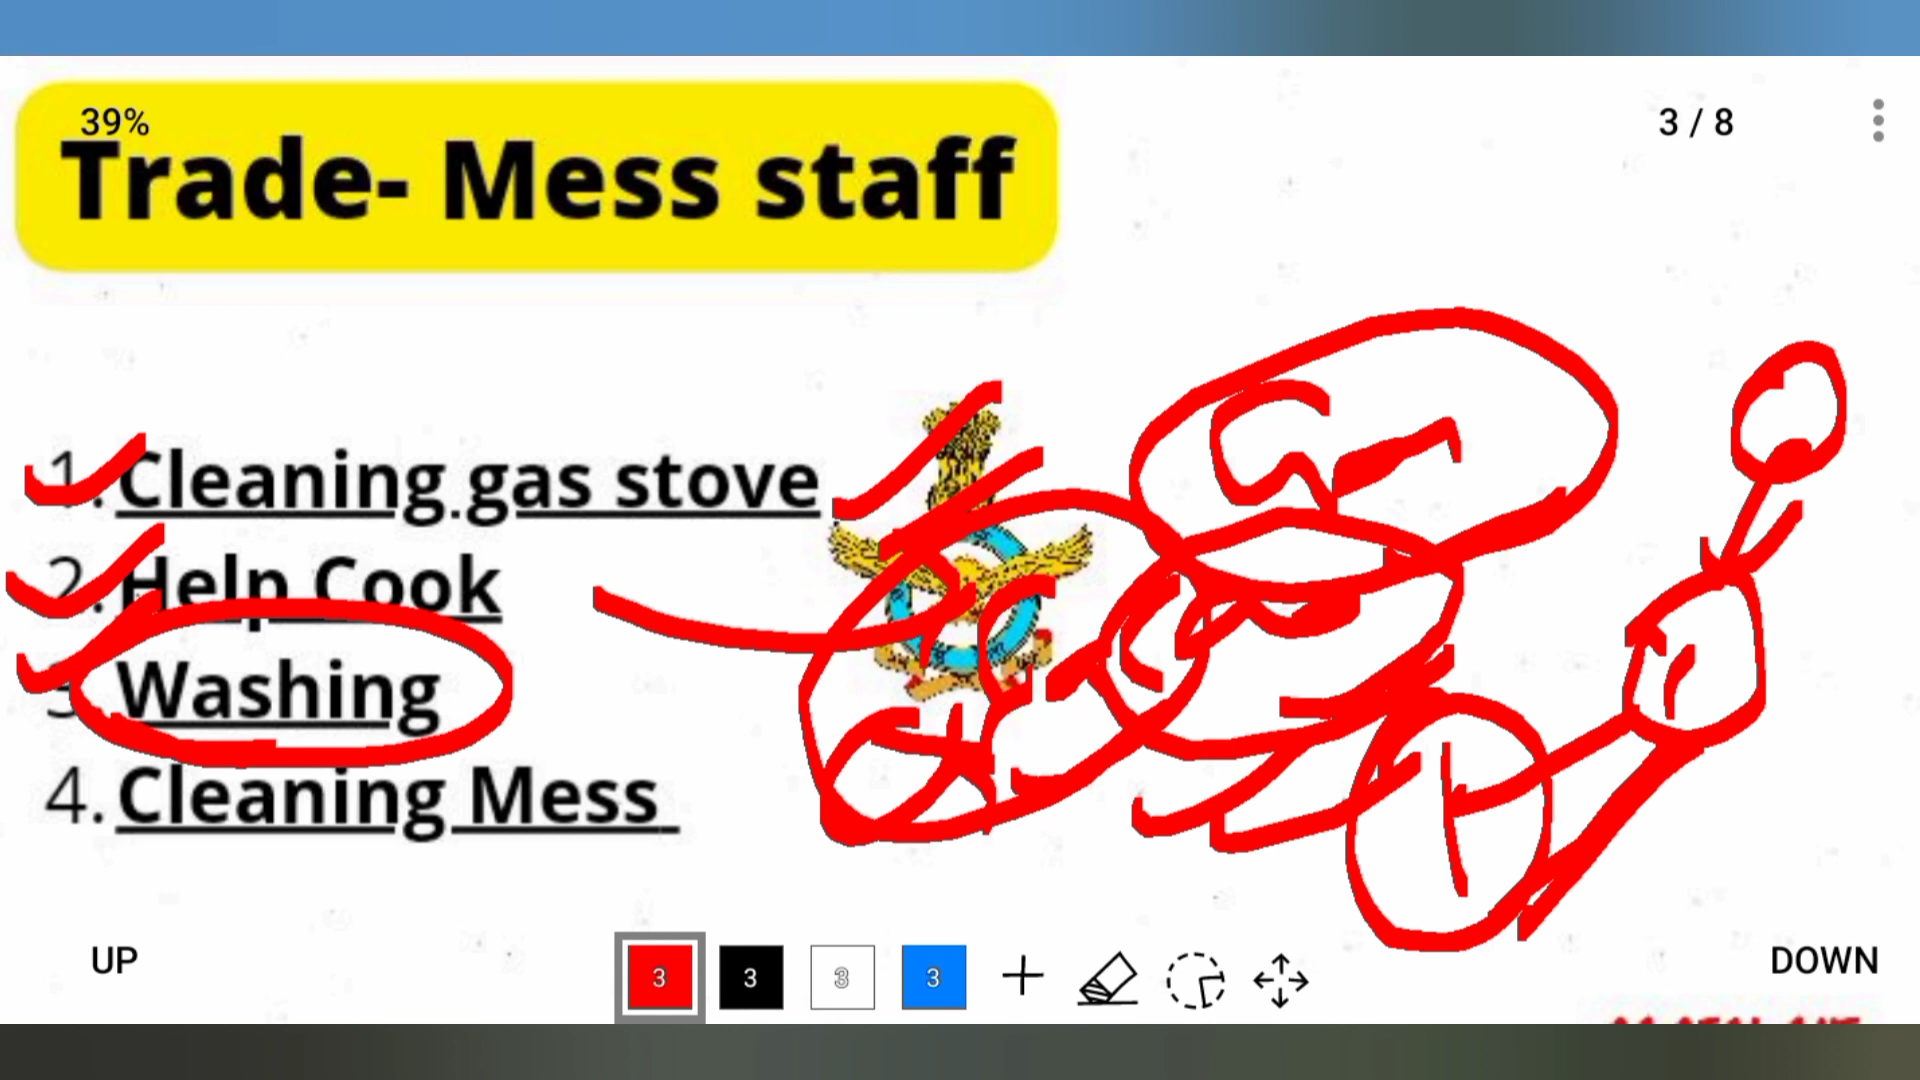 39%
3 / 8
Trade- Mess staff
1. Cleaning gas stove
2. Help Cook
3 Washing
4. Cleaning Mess
UP
3 3 3 3
DOWN